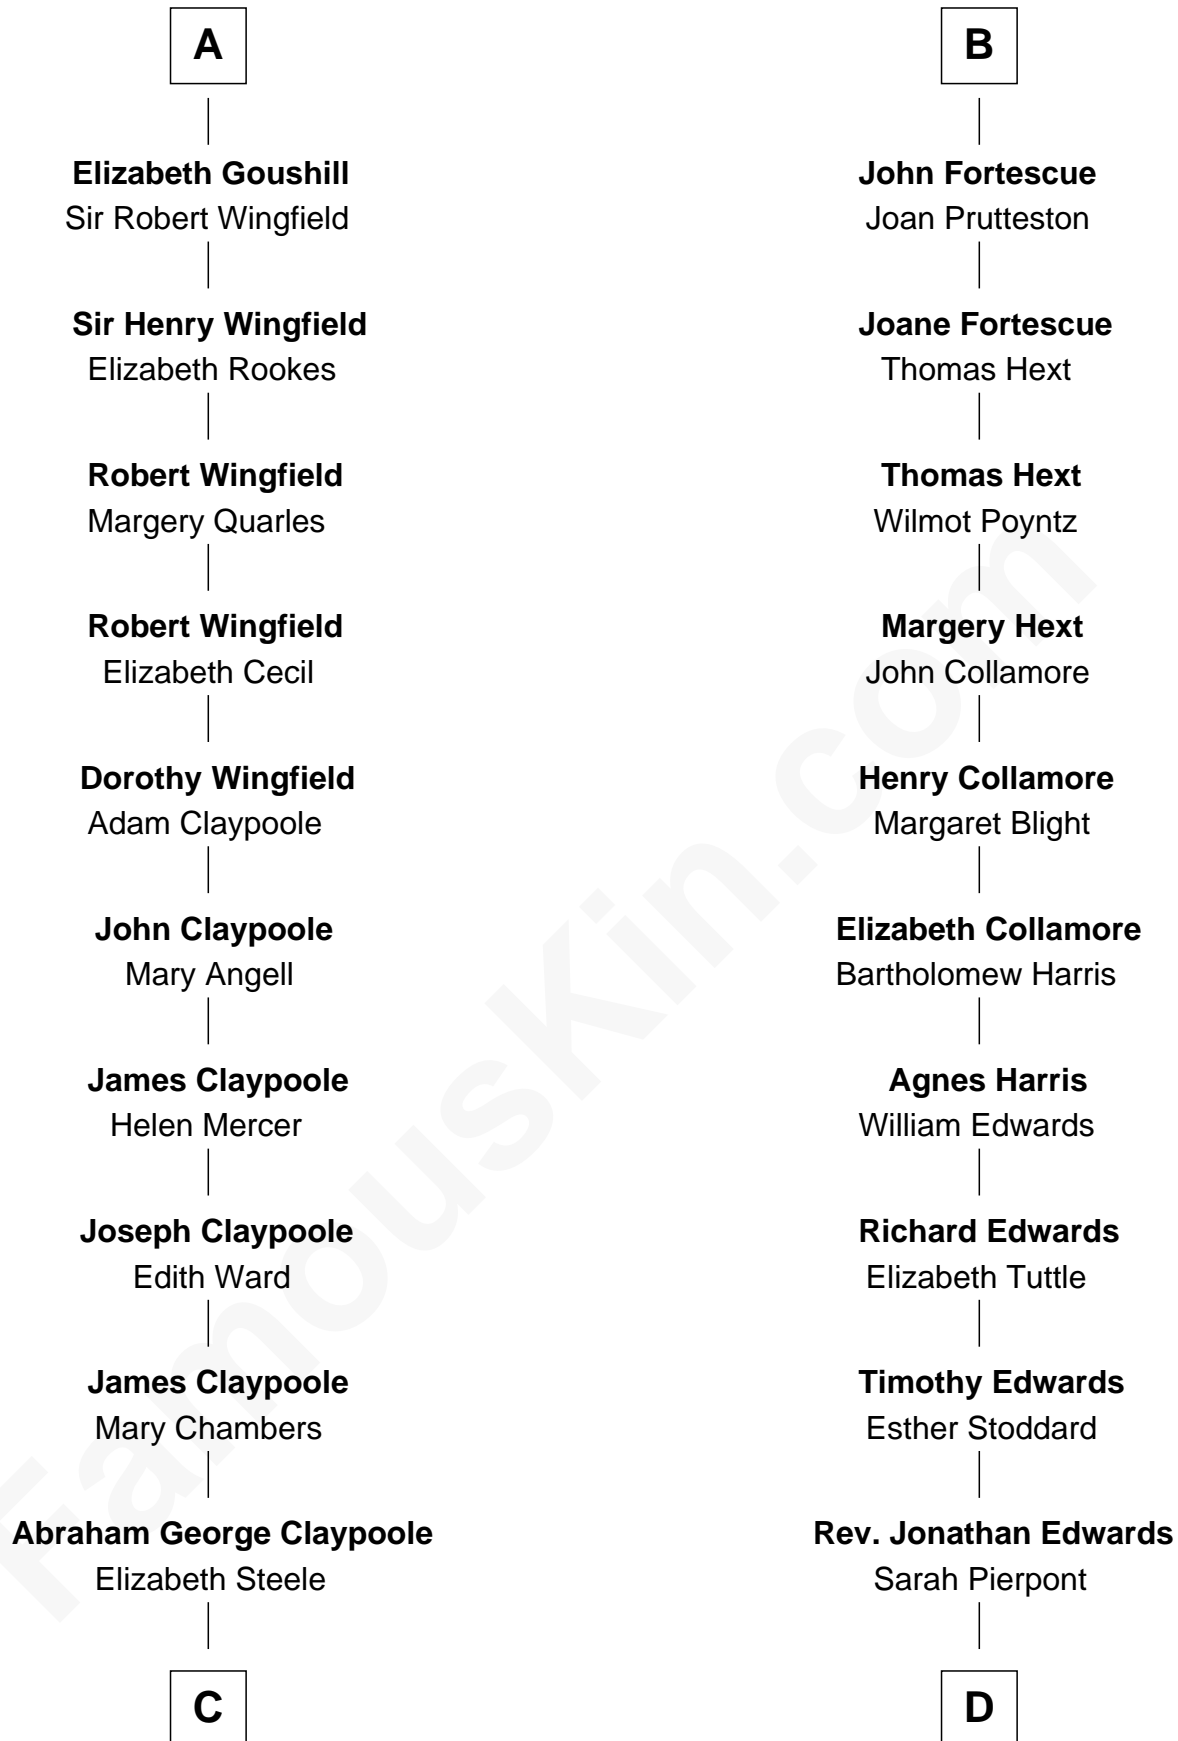 A
Elizabeth Goushill
Sir Robert Wingfield
Sir Henry Wingfield
Elizabeth Rookes
Robert Wingfield
Margery Quarles
Robert Wingfield
Elizabeth Cecil
Dorothy Wingfield
Adam Claypoole
John Claypoole
Mary Angell
James Claypoole
Helen Mercer
Joseph Claypoole
Edith Ward
James Claypoole
Mary Chambers
Abraham George Claypoole
Elizabeth Steele
C
B
John Fortescue
Joan Prutteston
Joane Fortescue
Thomas Hext
Thomas Hext
Wilmot Poyntz
Margery Hext
John Collamore
Henry Collamore
Margaret Blight
Elizabeth Collamore
Bartholomew Harris
Agnes Harris
William Edwards
Richard Edwards
Elizabeth Tuttle
Timothy Edwards
Esther Stoddard
Rev. Jonathan Edwards
Sarah Pierpont
D
FamousKin.com